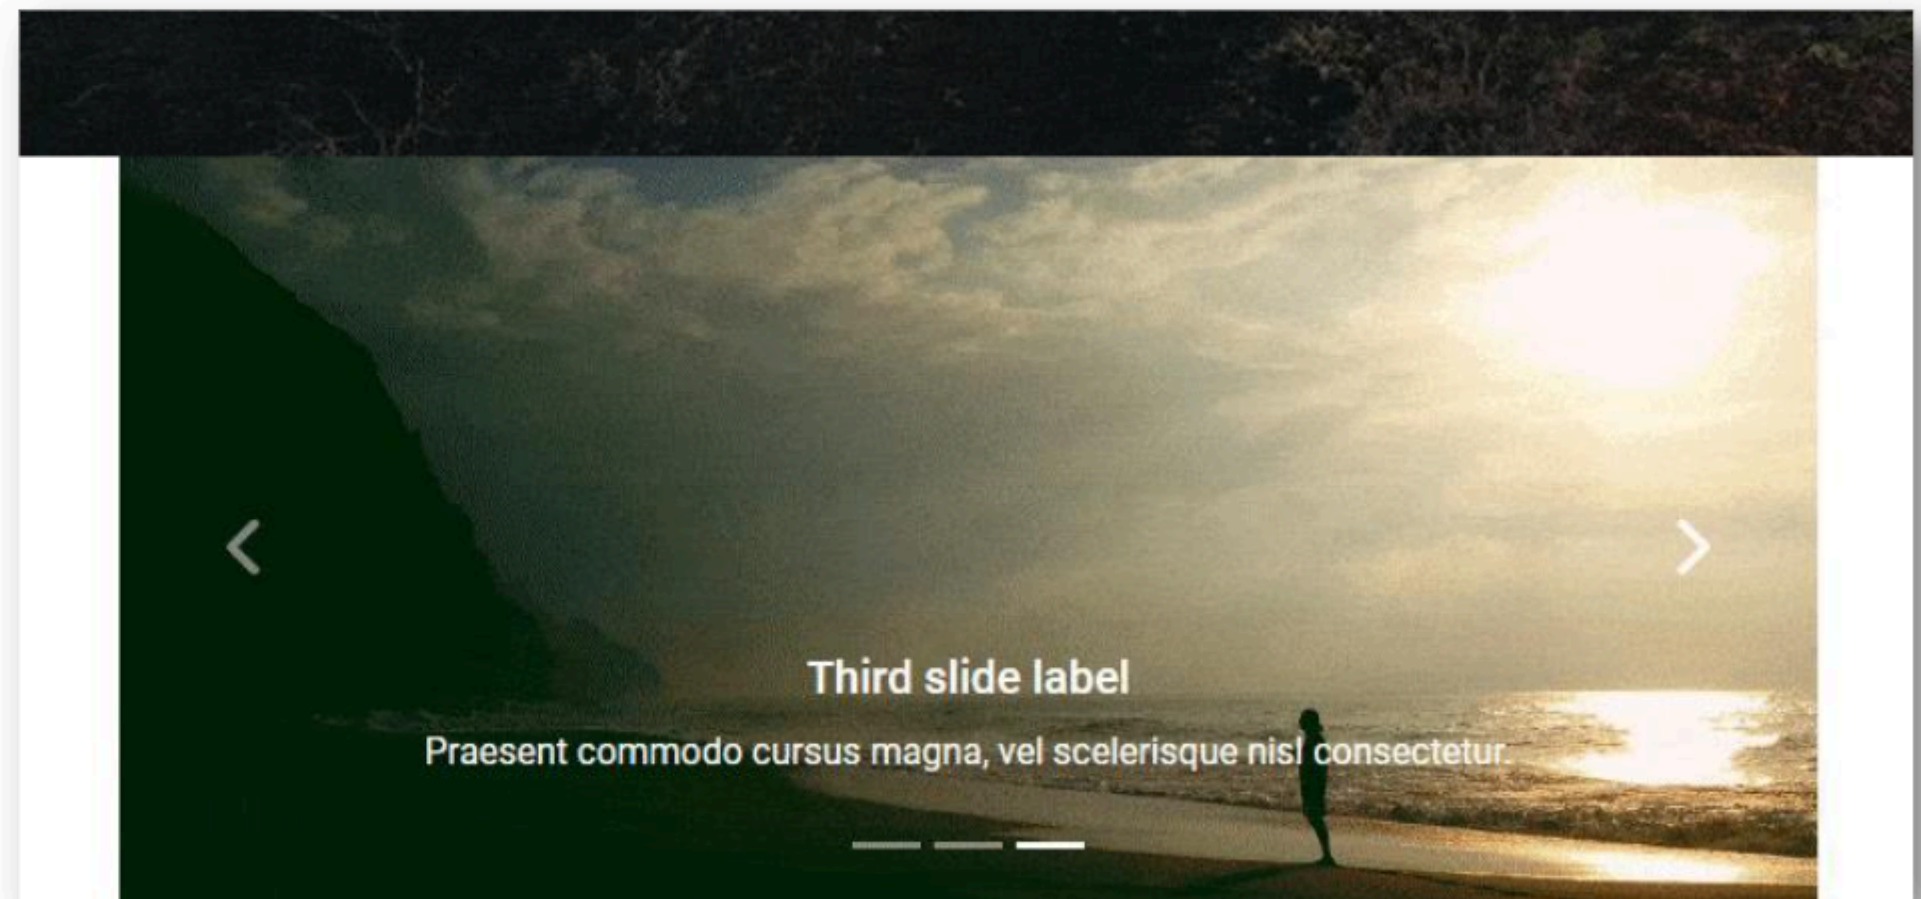 Third slide label
Praesent commodo cursus magna, vel scelerisque nisl consectetur.